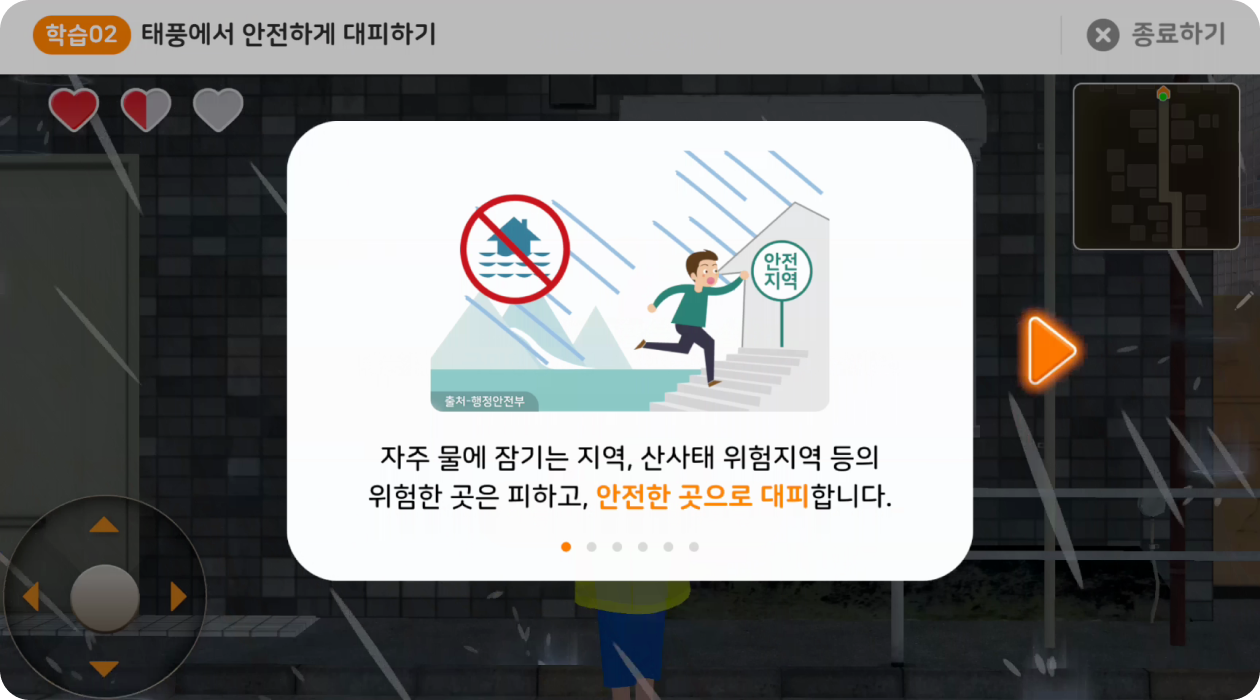 학습02 태풍에서 안전하게 대피하기
종료하기
안전
지역
출처-행정안전부
자주 물에 잠기는 지역, 산사태 위험지역 등의
위험한 곳은 피하고, 안전한 곳으로 대피합니다.